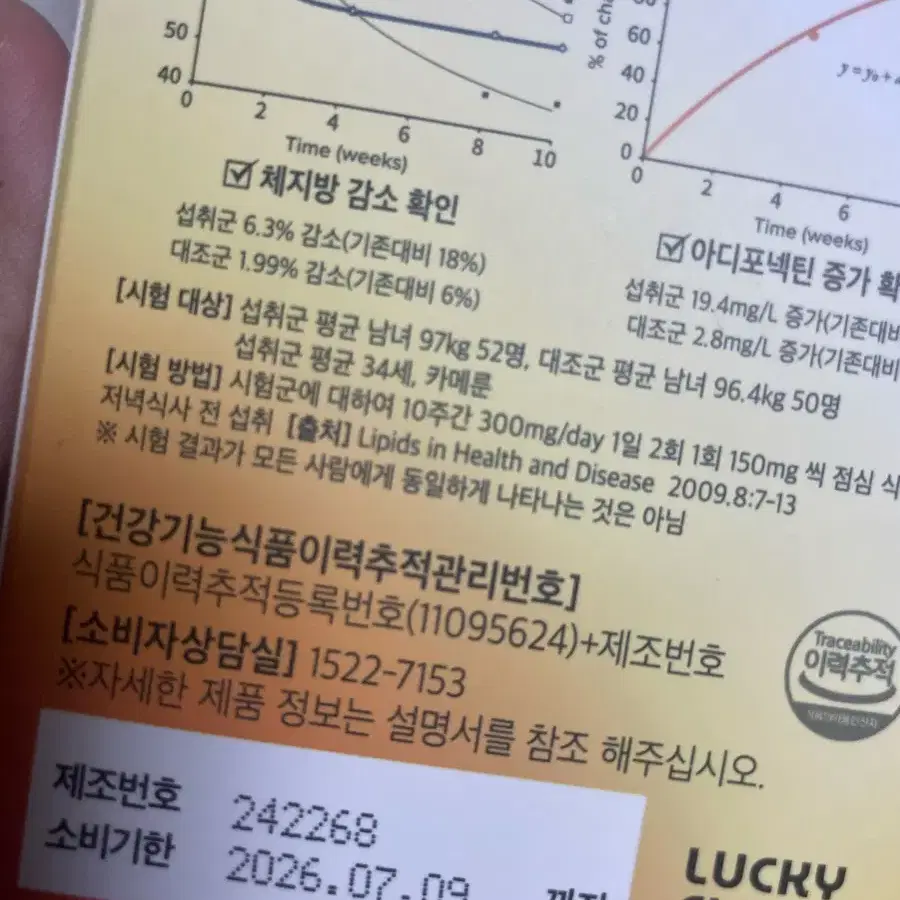 50
40
0 2 4 6 8 10
Time (weeks)
% of
60
40
20
0
0 2 4 6
Time (weeks)
체지방 감소 확인
섭취군 6.3% 감소(기존대비 18%)
대조군 1.99% 감소(기존대비 6%)
아디포넥틴 증가
섭취군 19.4mg/L 증가(기존대비
대조군 2.8mg/L 증가(기존대비
[시험 대상] 섭취군 평균 남녀 97kg 52명, 대조군 평균 남녀 96.4kg 50명
섭취군 평균 34세, 카메룬
[시험 방법] 시험군에 대하여 10주간 300mg/day 1일 2회 1회 150mg 씩 점심 식
저녁식사 전 섭취 [출처] Lipids in Health and Disease 2009.8:7-13
※ 시험 결과가 모든 사람에게 동일하게 나타나는 것은 아님
[건강기능식품이력추적관리번호]
식품이력추적등록번호(11095624)+제조번호
[소비자상담실] 1522-7153
※자세한 제품 정보는 설명서를 참조 해주십시오.
Traceability
이력추적
제조번호 242268
소비기한 2026.07.09 까지
LUCKY